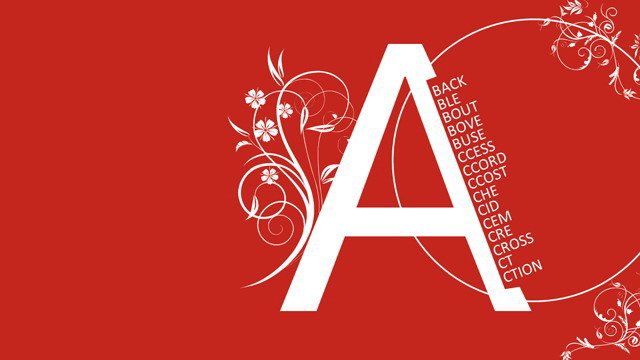 A
BACK
BLE
BOUT
BOVE
BUSE
CCESS
CCORD
CCOST
CHE
CID
CEM
CRE
CROSS
CT
CTION